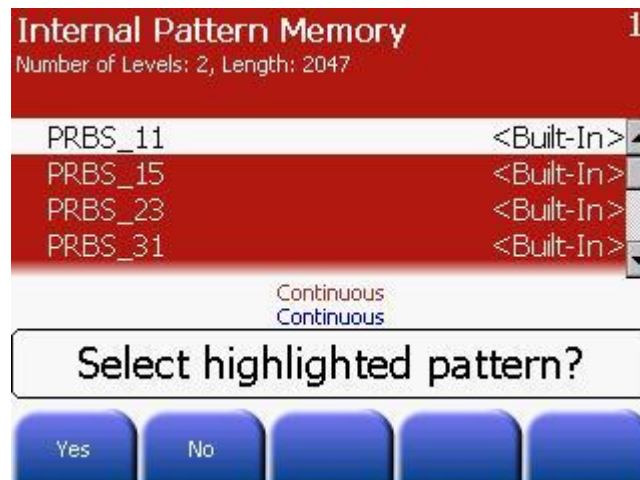 Internal Pattern Memory 1
Number of Levels: 2, Length: 2047
PRBS_11 <Built-In>
PRBS_15 <Built-In>
PRBS_23 <Built-In>
PRBS_31 <Built-In>
Continuous
Continuous
Select highlighted pattern?
Yes No